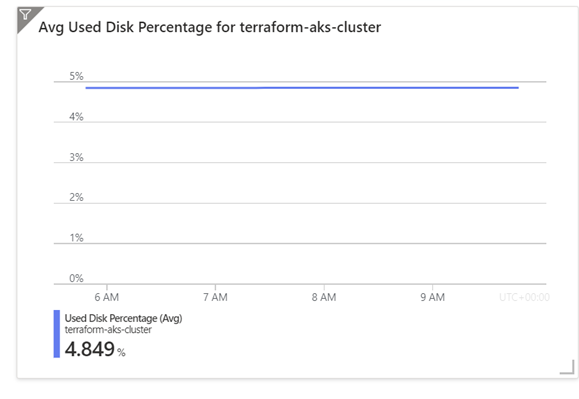 Avg Used Disk Percentage for terraform-aks-cluster
5%
4%
3%
2%
1%
0%
6 AM 7 AM 8 AM 9 AM UTC+00:00
Used Disk Percentage (Avg)
terraform-aks-cluster
4.849 %